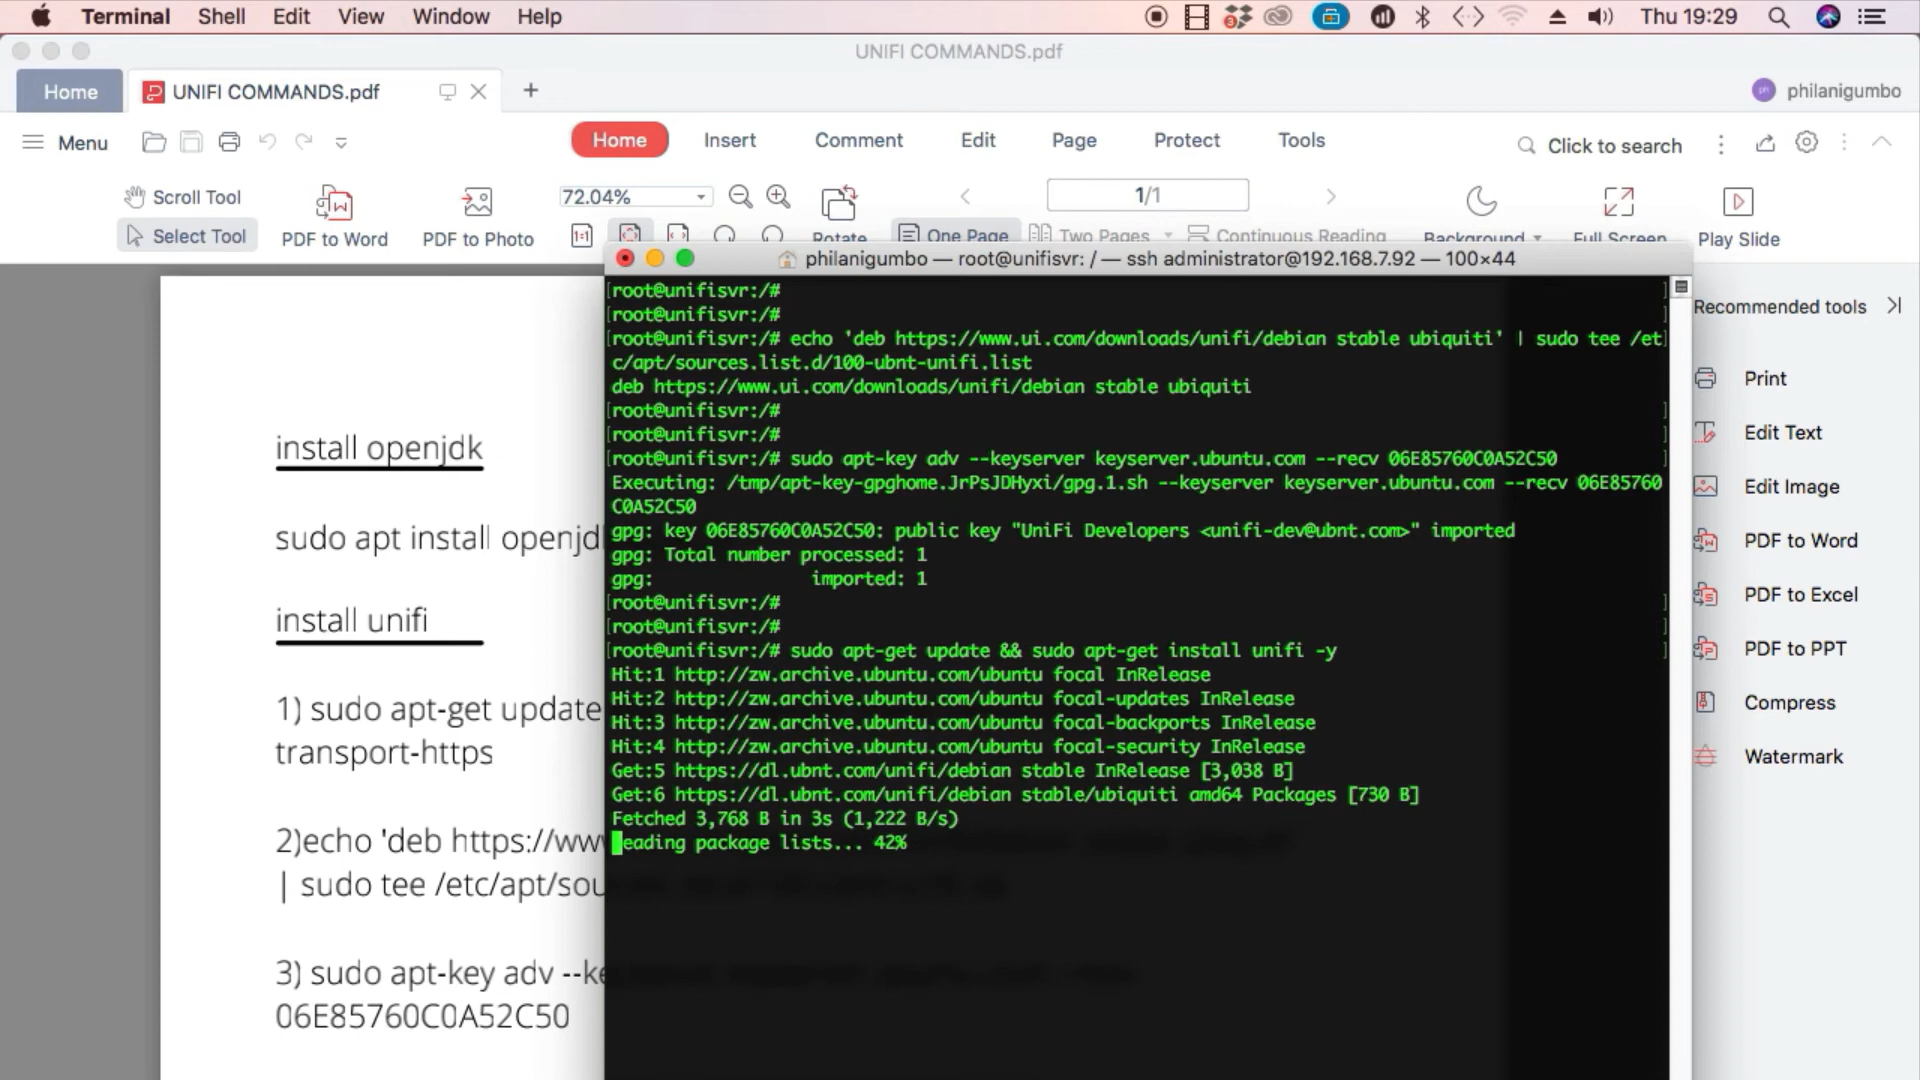 Terminal Shell Edit View Window Help Thu 19:29
UNIFI COMMANDS.pdf
Home UNIFI COMMANDS.pdf philanigumbo
Menu Home Insert Comment Edit Page Protect Tools Click to search
Scroll Tool 72.04% 1/1
Select Tool PDF to Word PDF to Photo Rotate One Page Two Pages Continuous Reading Background Full Screen Play Slide
philanigumbo — root@unifisvr: / — ssh administrator@192.168.7.92 — 100×44
[root@unifisvr:/# ]
[root@unifisvr:/# ]
[root@unifisvr:/# echo 'deb https://www.ui.com/downloads/unifi/debian stable ubiquiti' | sudo tee /et]
c/apt/sources.list.d/100-ubnt-unifi.list
deb https://www.ui.com/downloads/unifi/debian stable ubiquiti
[root@unifisvr:/# ]
[root@unifisvr:/# ]
[root@unifisvr:/# sudo apt-key adv --keyserver keyserver.ubuntu.com --recv 06E85760C0A52C50 ]
Executing: /tmp/apt-key-gpghome.JrPsJDHyxi/gpg.1.sh --keyserver keyserver.ubuntu.com --recv 06E85760
C0A52C50
gpg: key 06E85760C0A52C50: public key "UniFi Developers <unifi-dev@ubnt.com>" imported
gpg: Total number processed: 1
gpg: imported: 1
[root@unifisvr:/# ]
[root@unifisvr:/# ]
[root@unifisvr:/# sudo apt-get update && sudo apt-get install unifi -y ]
Hit:1 http://zw.archive.ubuntu.com/ubuntu focal InRelease
Hit:2 http://zw.archive.ubuntu.com/ubuntu focal-updates InRelease
Hit:3 http://zw.archive.ubuntu.com/ubuntu focal-backports InRelease
Hit:4 http://zw.archive.ubuntu.com/ubuntu focal-security InRelease
Get:5 https://dl.ubnt.com/unifi/debian stable InRelease [3,038 B]
Get:6 https://dl.ubnt.com/unifi/debian stable/ubiquiti amd64 Packages [730 B]
Fetched 3,768 B in 3s (1,222 B/s)
eading package lists... 42%
install openjdk
sudo apt install openjd
install unifi
1) sudo apt-get update
transport-https
2)echo 'deb https://ww
| sudo tee /etc/apt/sou
3) sudo apt-key adv --ke
06E85760C0A52C50
Recommended tools
Print
Edit Text
Edit Image
PDF to Word
PDF to Excel
PDF to PPT
Compress
Watermark